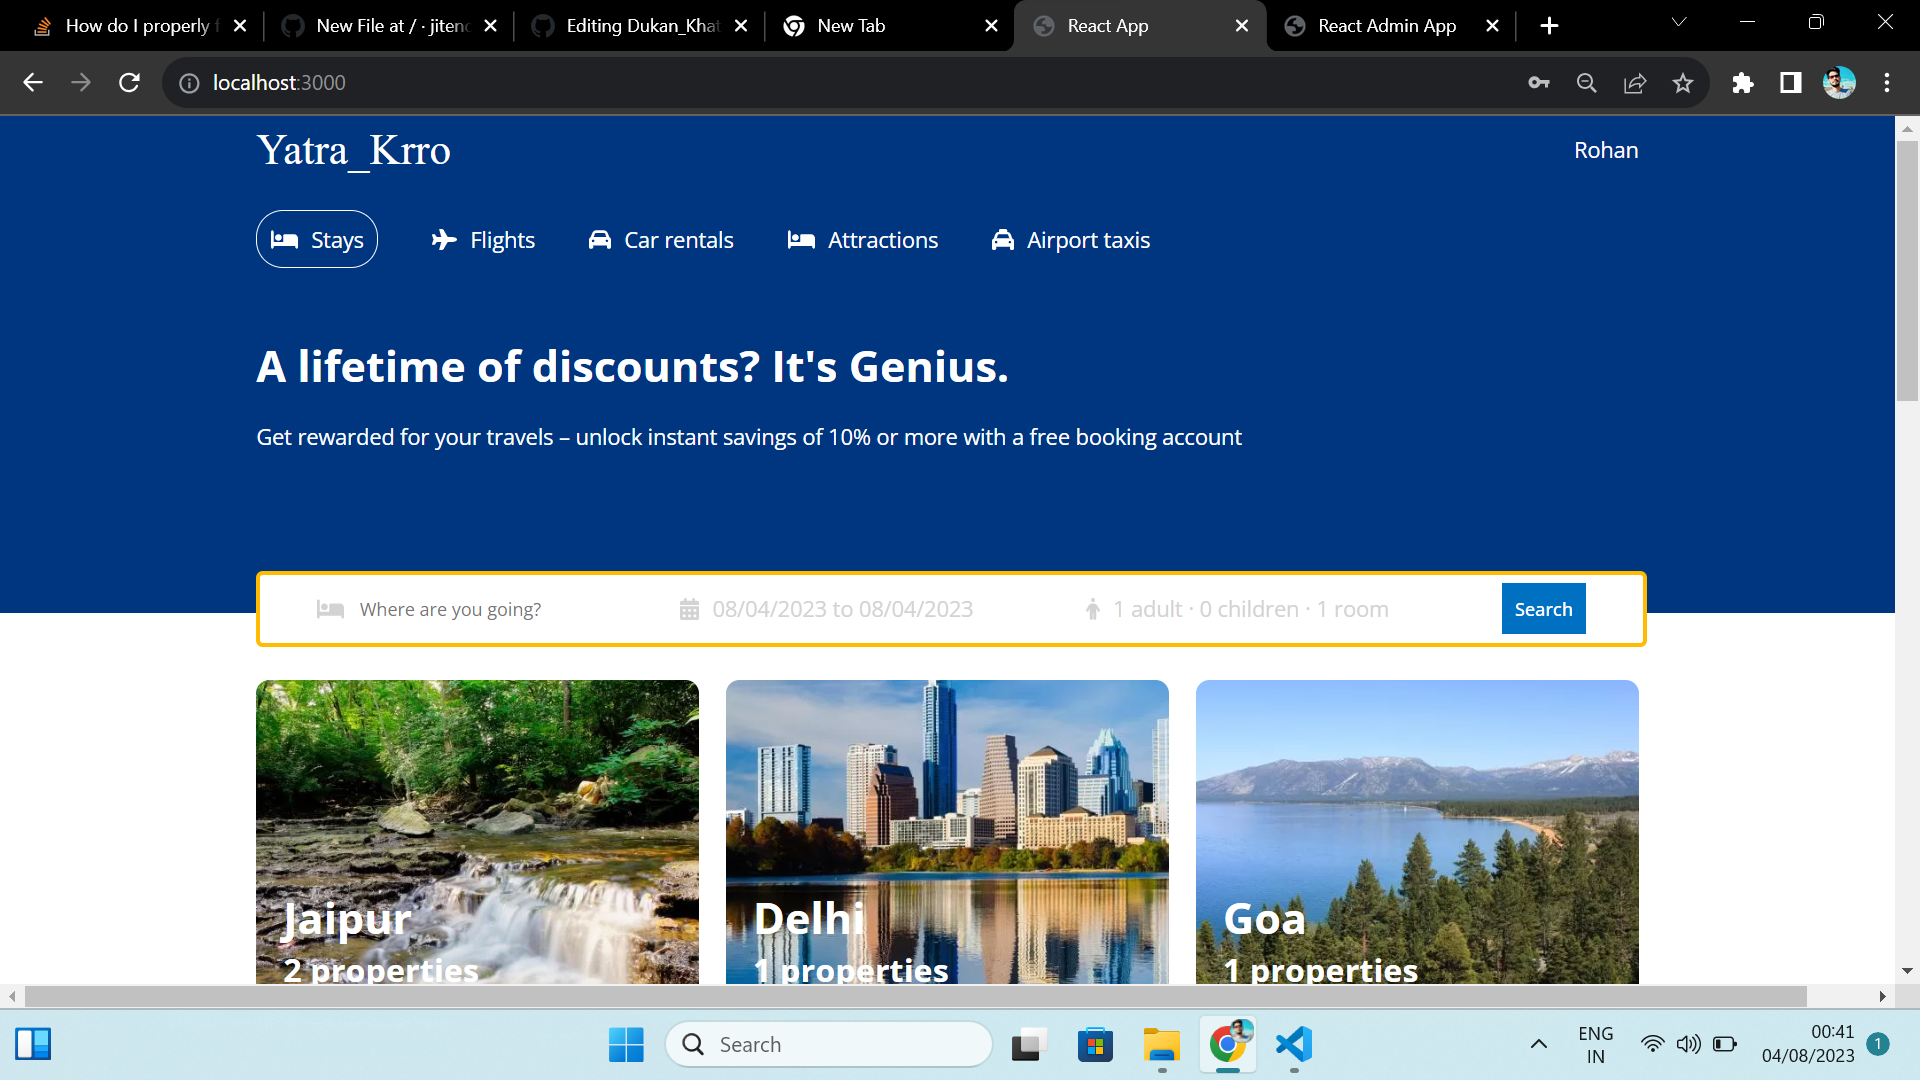 How do I properly f
New File at / · jitenc
Editing Dukan_Khat
New Tab
React App
React Admin App
localhost:3000
Yatra_Krro
Rohan
Stays
Flights
Car rentals
Attractions
Airport taxis
A lifetime of discounts? It's Genius.
Get rewarded for your travels – unlock instant savings of 10% or more with a free booking account
Where are you going?
08/04/2023 to 08/04/2023
1 adult · 0 children · 1 room
Search
Jaipur
2 properties
Delhi
1 properties
Goa
1 properties
Search
ENG
IN
00:41
04/08/2023
1